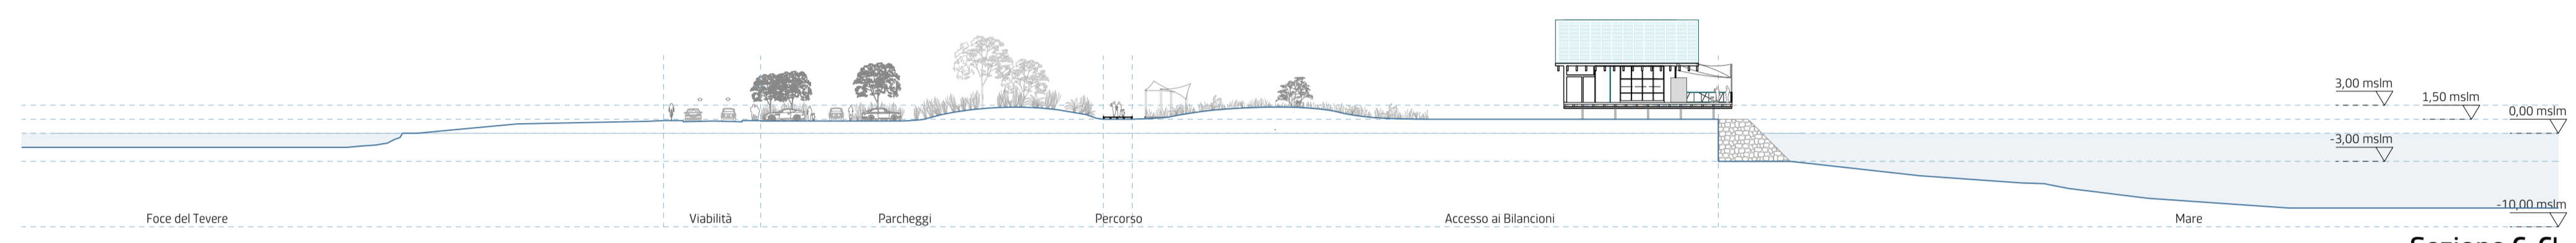 3,00 mslm
1,50 mslm
0,00 mslm
-3,00 mslm
-10,00 mslm
Foce del Tevere
Viabilità
Parcheggi
Percorso
Accesso ai Bilancioni
Mare